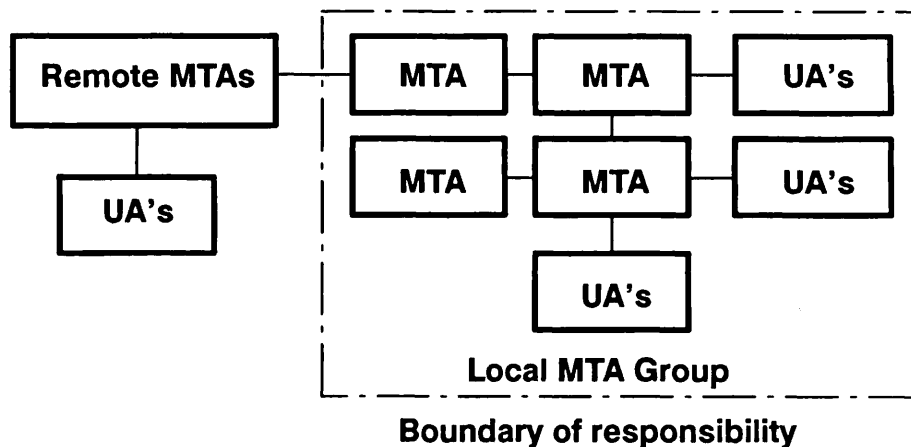 Remote MTAs
MTA
MTA
UA's
MTA
MTA
UA's
UA's
UA's
Local MTA Group
Boundary of responsibility